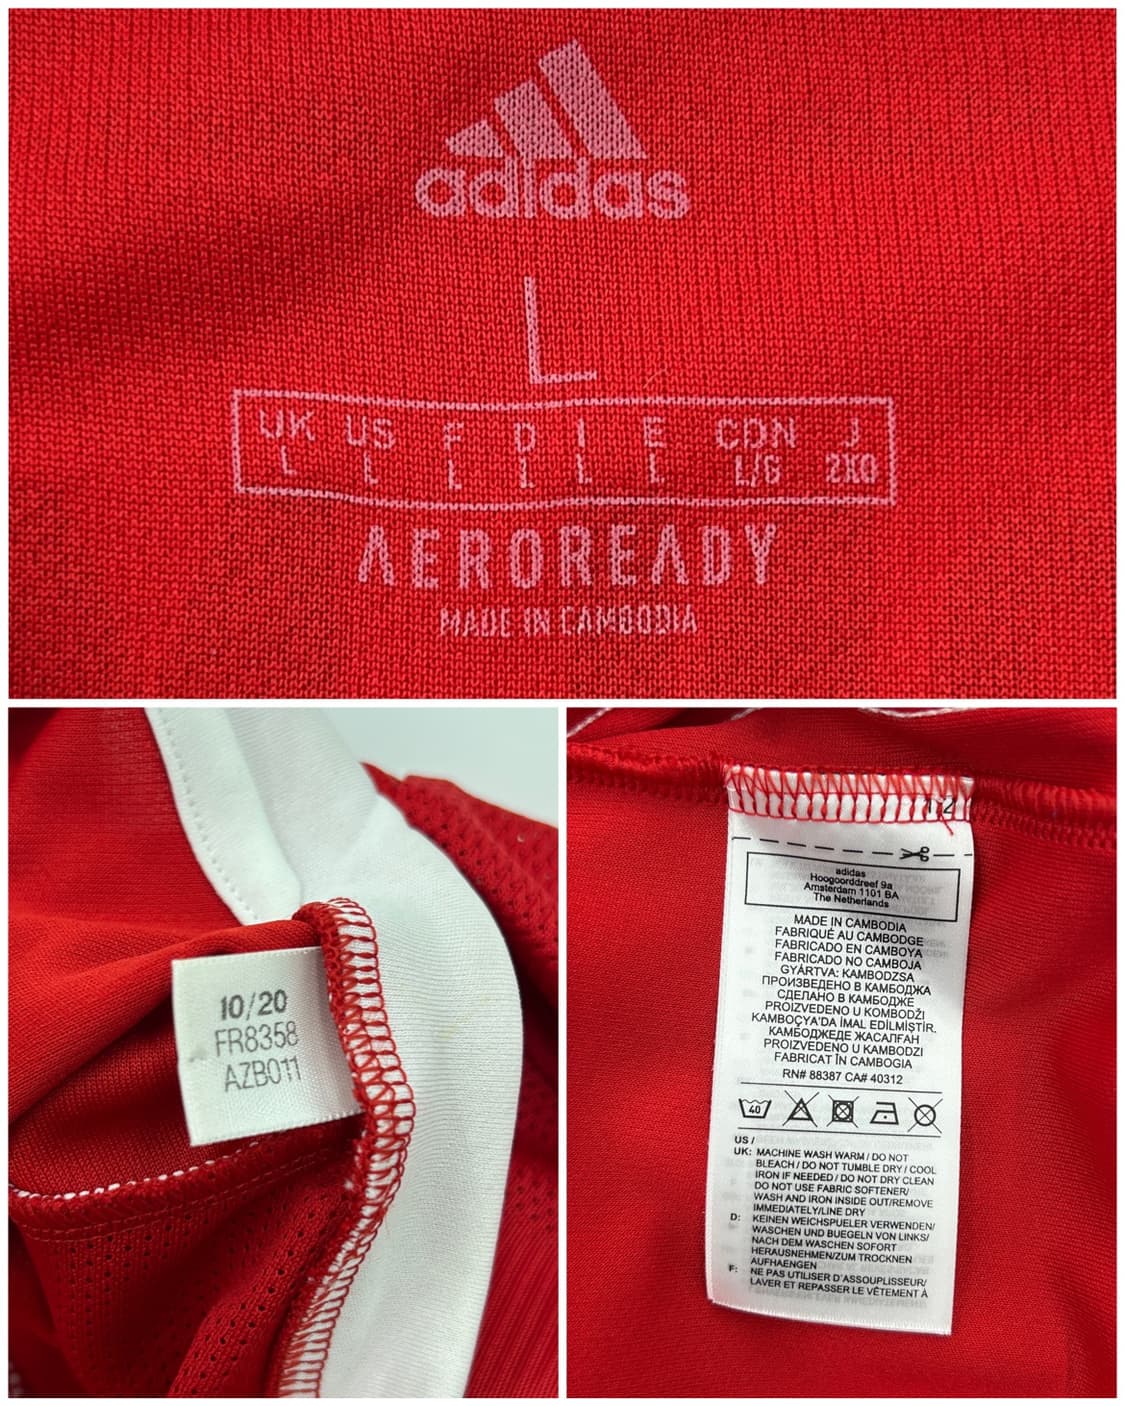 adidas
L
UK US F D I E CDN J
L L L L L L L/G 2XO
AEROREADY
MADE IN CAMBODIA
10/20
FR8358
AZB011
12
adidas
Hoogoorddreef 9a
Amsterdam 1101 BA
The Netherlands
MADE IN CAMBODIA
FABRIQUÉ AU CAMBODGE
FABRICADO EN CAMBOYA
FABRICADO NO CAMBOJA
GYÁRTVA: KAMBODZSA
ПРОИЗВЕДЕНО В КАМБОДЖА
СДЕЛАНО В КАМБОДЖЕ
PROIZVEDENO U KOMBODŽI
KAMBOÇYA'DA İMAL EDİLMİŞTİR.
КАМБОДЖЕДЕ ЖАСАЛҒАН
PROIZVEDENO U KAMBODZI
FABRICAT ÎN CAMBOGIA
RN# 88387 CA# 40312
40
US /
UK: MACHINE WASH WARM / DO NOT
BLEACH / DO NOT TUMBLE DRY / COOL
IRON IF NEEDED / DO NOT DRY CLEAN
DO NOT USE FABRIC SOFTENER/
WASH AND IRON INSIDE OUT/REMOVE
IMMEDIATELY/LINE DRY
D: KEINEN WEICHSPUELER VERWENDEN/
WASCHEN UND BUEGELN VON LINKS/
NACH DEM WASCHEN SOFORT
HERAUSNEHMEN/ZUM TROCKNEN
AUFHAENGEN
F: NE PAS UTILISER D'ASSOUPLISSEUR/
LAVER ET REPASSER LE VÊTEMENT À